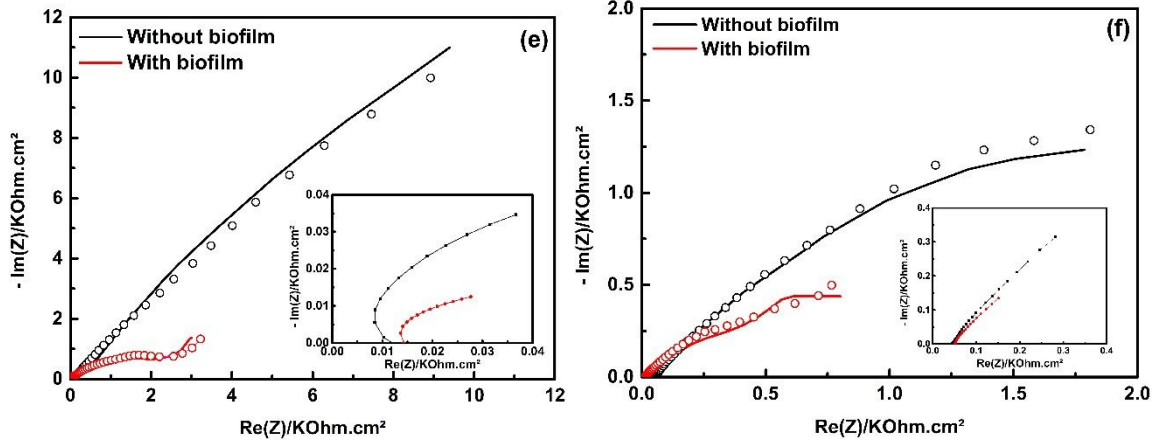 Without biofilm
With biofilm
(e)
- Im(Z)/KOhm.cm²
-12
-10
-8
-6
-4
-2
0
0 2 4 6 8 10 12
Re(Z)/KOhm.cm²
- Im(Z)/KOhm.cm²
0.04
0.03
0.02
0.01
0.00
0.00 0.01 0.02 0.03 0.04
Re(Z)/KOhm.cm²
Without biofilm
With biofilm
(f)
- Im(Z)/KOhm.cm²
-2.0
1.5
1.0
0.5
0.0
0.0 0.5 1.0 1.5 2.0
Re(Z)/KOhm.cm²
- Im(Z)/KOhm.cm²
0.4
0.3
0.2
0.1
0.0
0.0 0.1 0.2 0.3 0.4
Re(Z)/KOhm.cm²